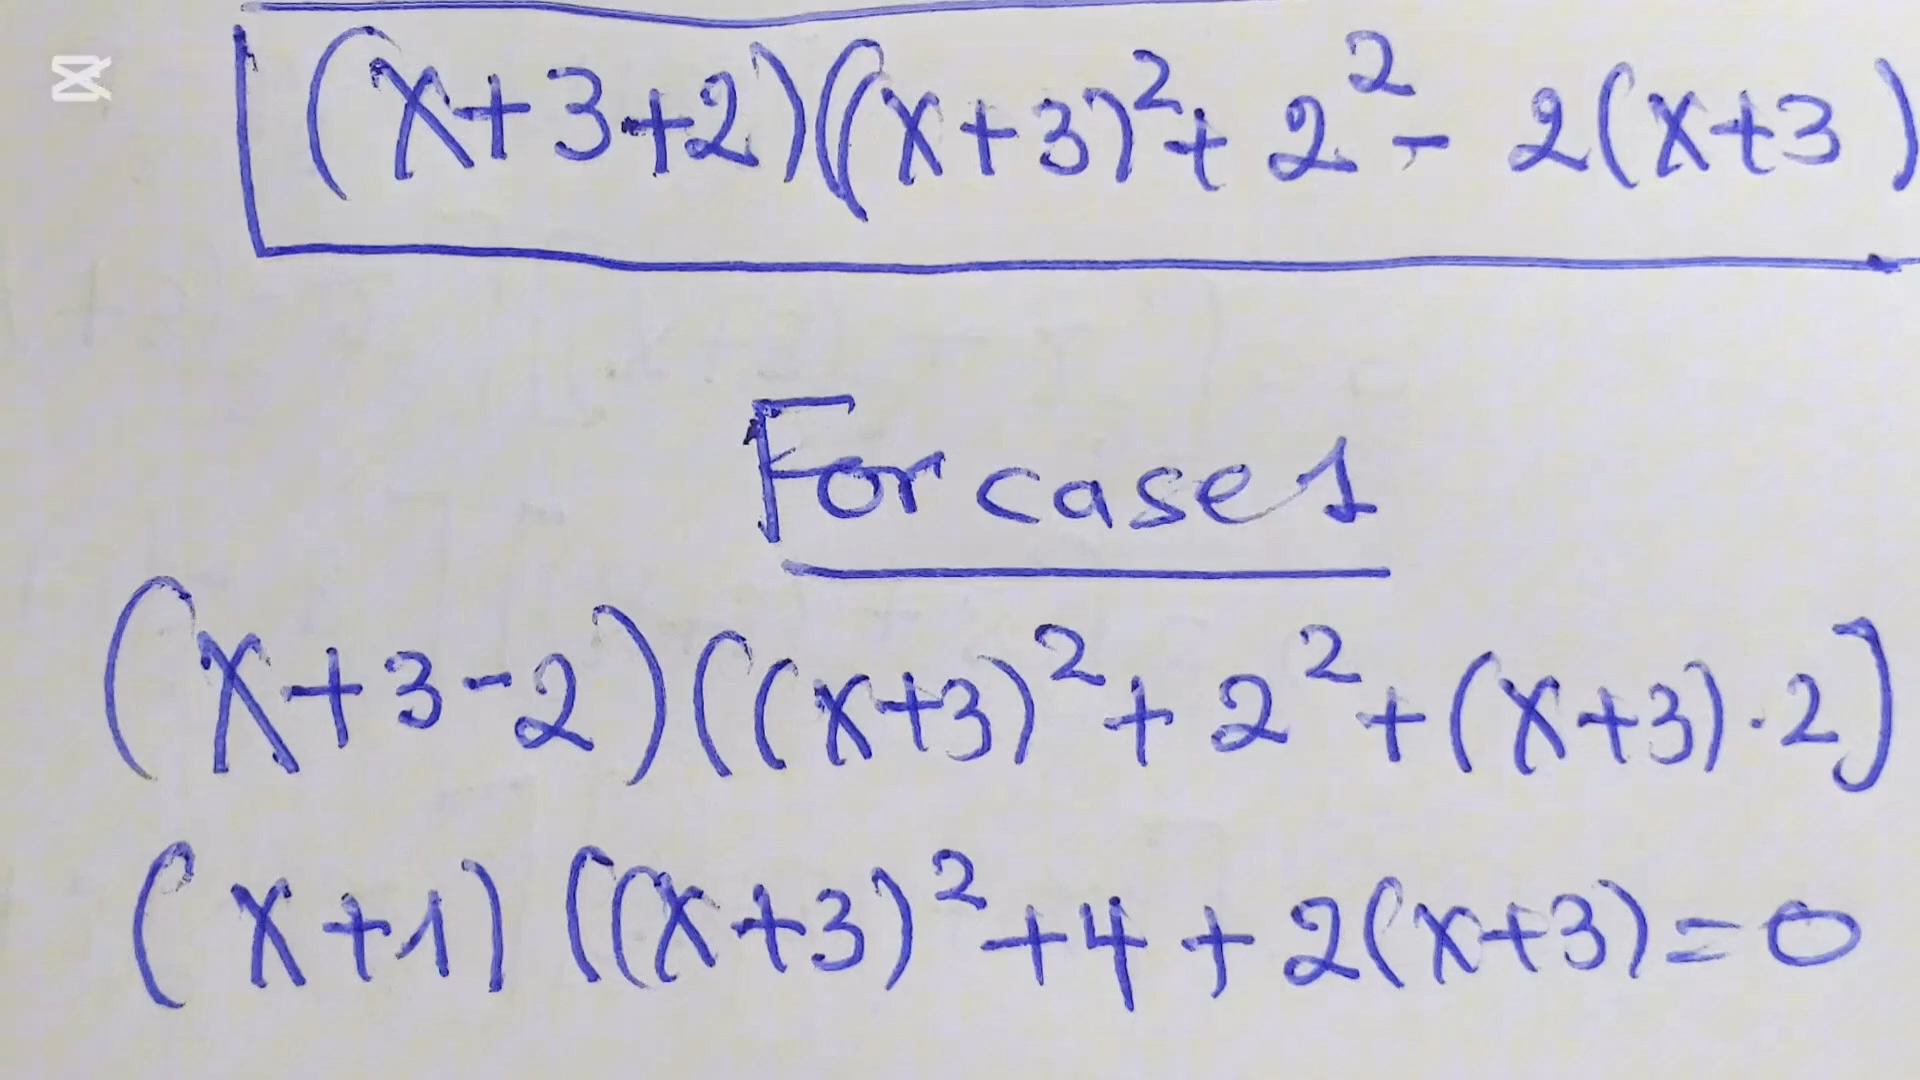 (x+3+2)((x+3)²+2²-2(x+3)
For case 1
(x+3-2)((x+3)²+2²+(x+3)·2)
(x+1)((x+3)²+4+2(x+3)=0